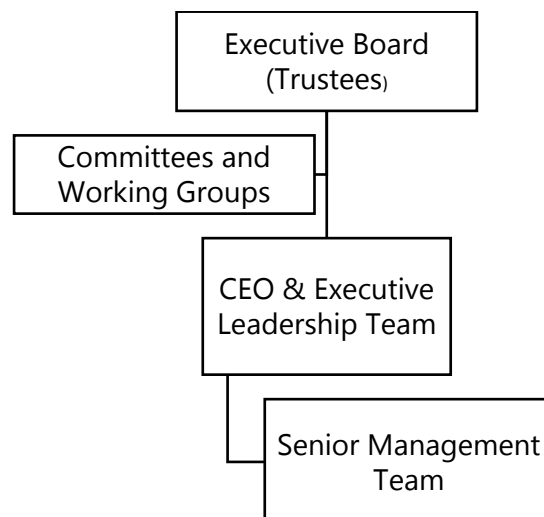 Executive Board
(Trustees)
Committees and
Working Groups
CEO & Executive
Leadership Team
Senior Management
Team